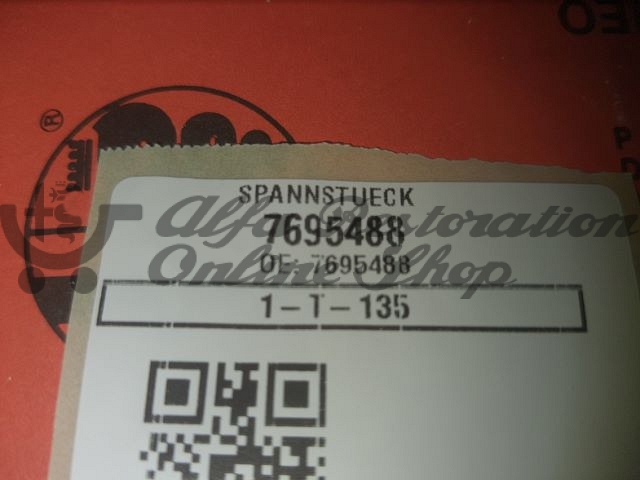 SPANNSTUECK
7695488
OE: 7695488
1-T-135
Alfa Restoration
Online Shop
®